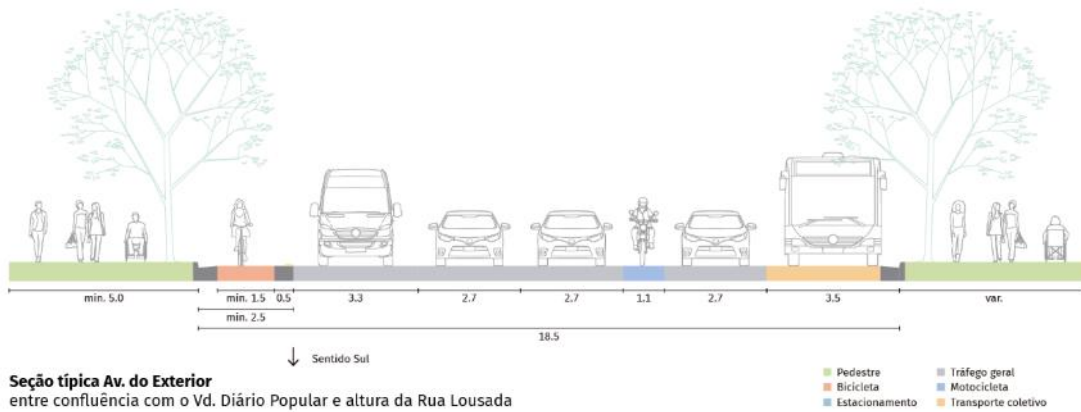 min. 5.0
min. 1.5
0.5
3.3
2.7
2.7
1.1
2.7
3.5
var.
min. 2.5
18.5
Sentido Sul
Seção típica Av. do Exterior
entre confluência com o Vd. Diário Popular e altura da Rua Lousada
Pedestre
Bicicleta
Estacionamento
Tráfego geral
Motocicleta
Transporte coletivo